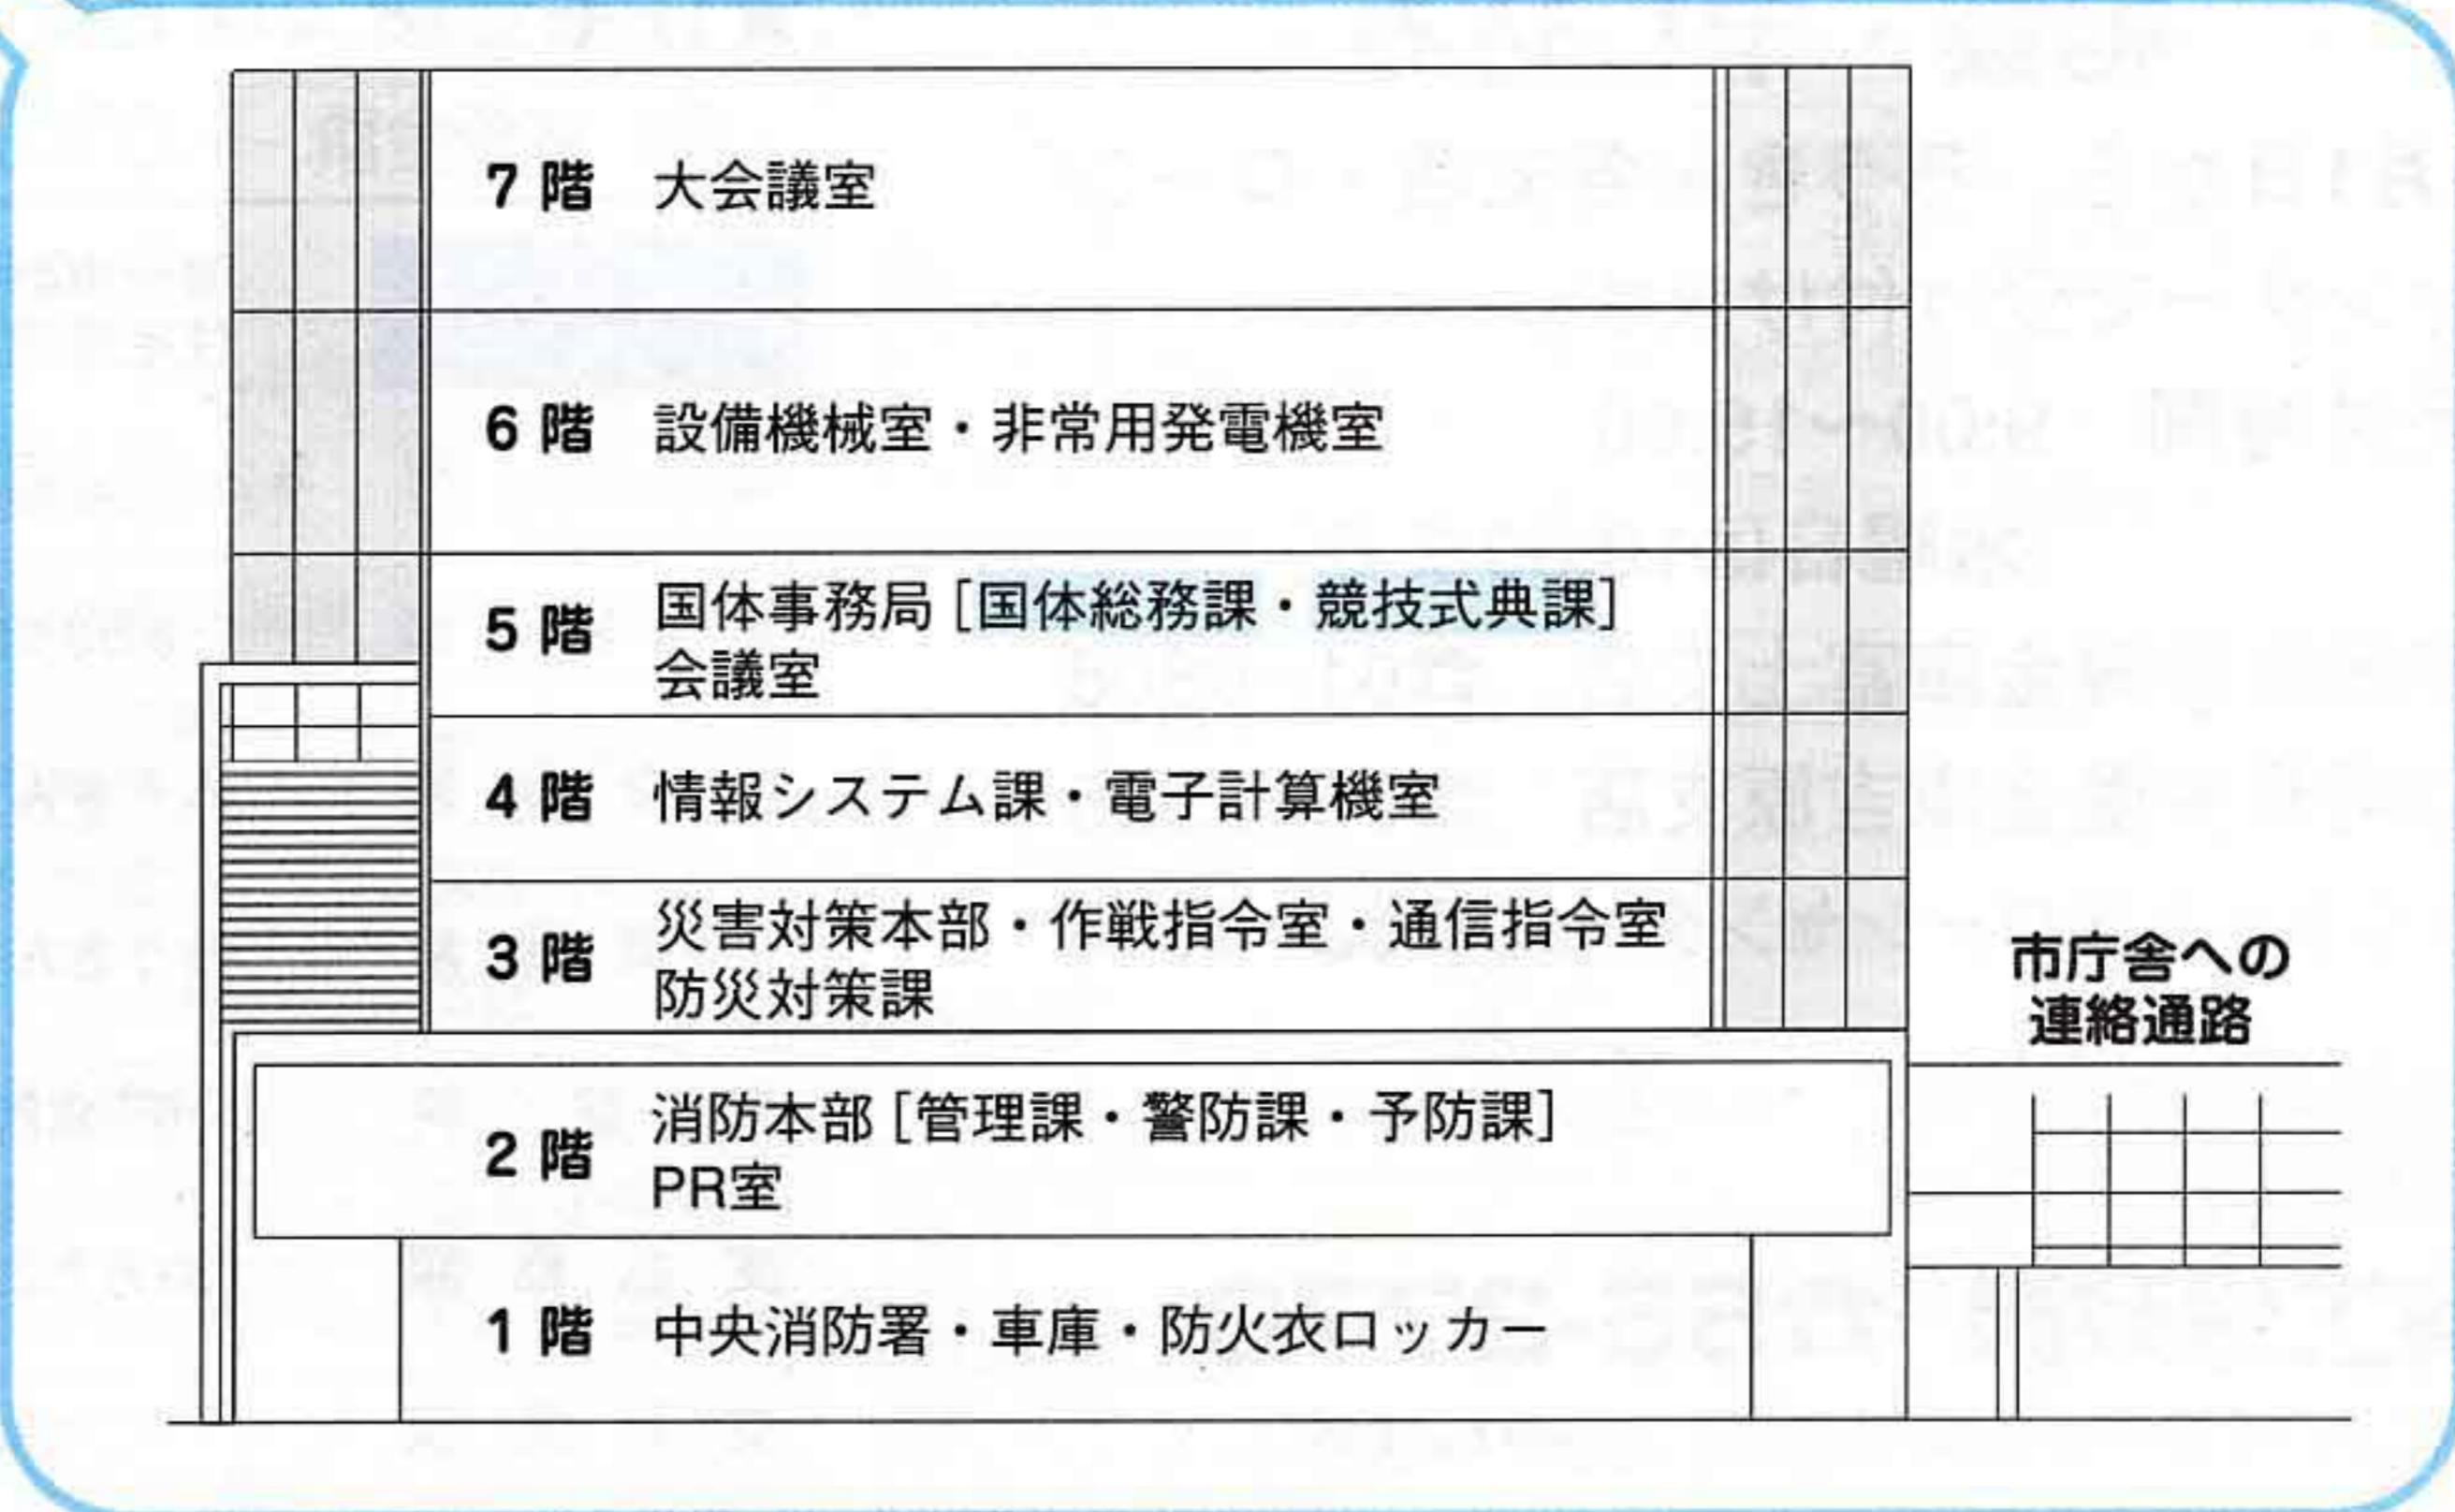 7階 大会議室
6階 設備機械室・非常用発電機室
5階 国体事務局[国体総務課・競技式典課]
会議室
4階 情報システム課・電子計算機室
3階 災害対策本部・作戦指令室・通信指令室
防災対策課
2階 消防本部[管理課・警防課・予防課]
PR室
1階 中央消防署・車庫・防火衣ロッカー
市庁舎への
連絡通路